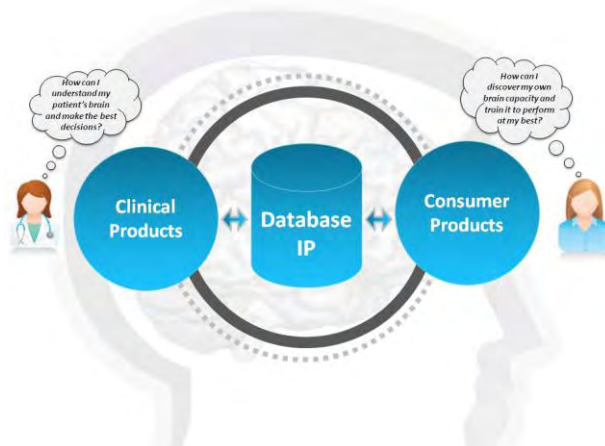 How can I
understand my
patient's brain
and make the best
decisions?
How can I
discover my own
brain capacity and
train it to perform
at my best?
Clinical
Products
Database
IP
Consumer
Products